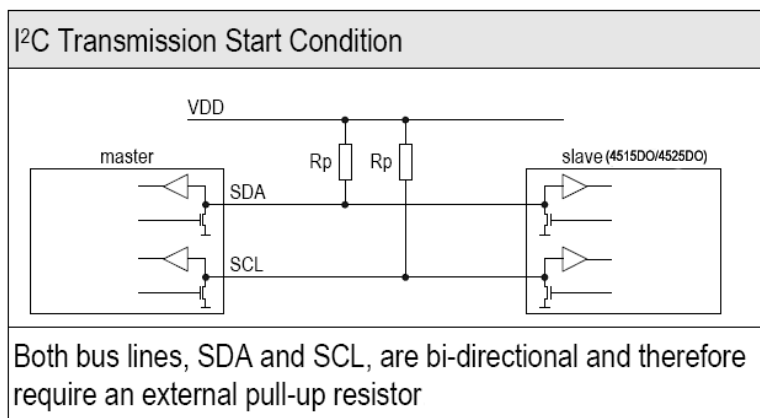 I²C Transmission Start Condition
VDD
master
Rp
Rp
slave (4515DO/4525DO)
SDA
SCL
Both bus lines, SDA and SCL, are bi-directional and therefore
require an external pull-up resistor